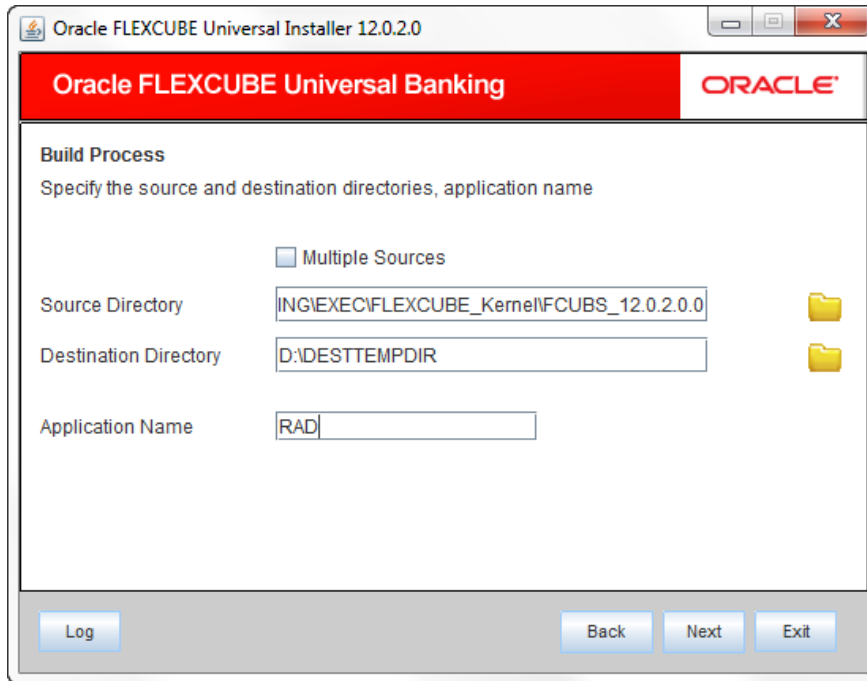 Oracle FLEXCUBE Universal Installer 12.0.2.0
Oracle FLEXCUBE Universal Banking
ORACLE
Build Process
Specify the source and destination directories, application name
Multiple Sources
Source Directory
ING\EXEC\FLEXCUBE_Kernel\FCUBS_12.0.2.0.0
Destination Directory
D:\DESTTEMPDIR
Application Name
RAD
Log
Back
Next
Exit